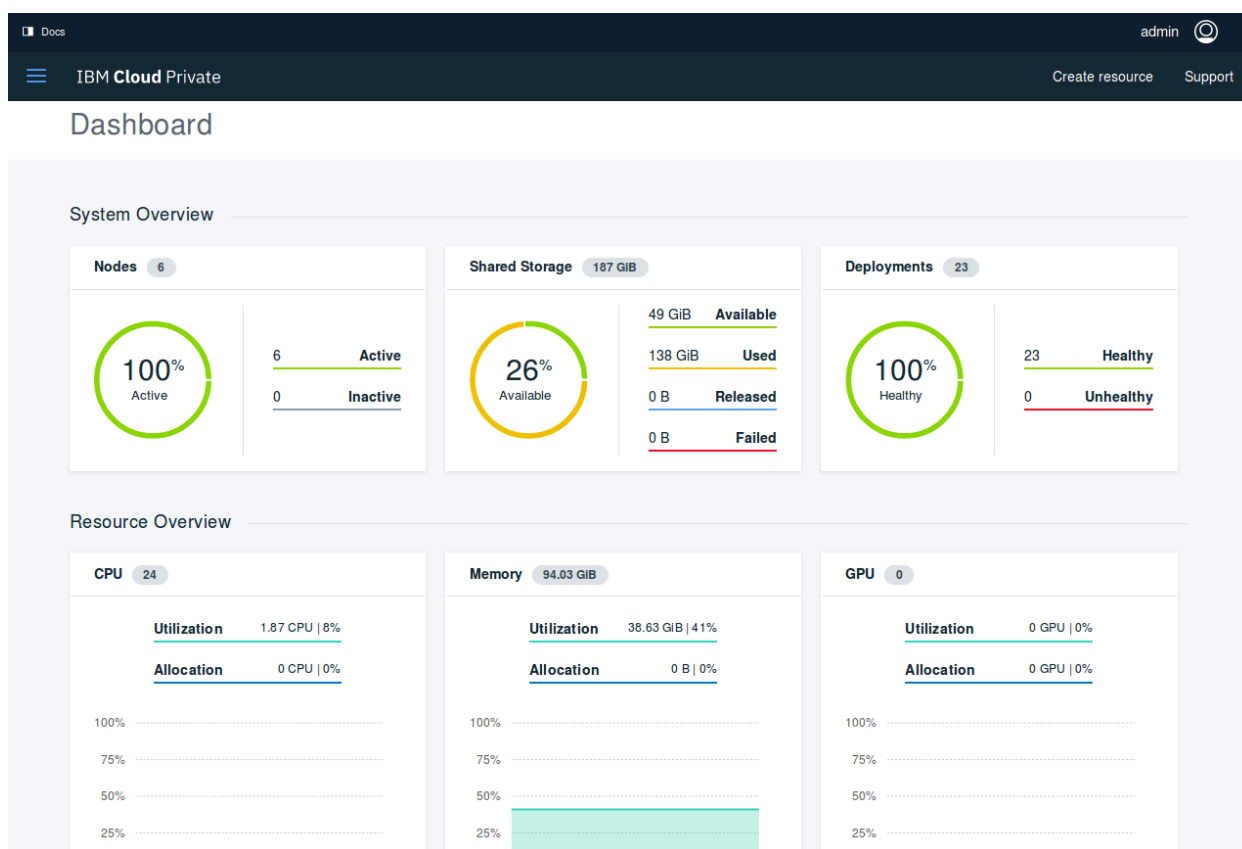 Docs
admin
IBM Cloud Private
Create resource
Support
Dashboard
System Overview
Nodes 6
100%
Active
6 Active
0 Inactive
Shared Storage 187 GiB
26%
Available
49 GiB Available
138 GiB Used
0 B Released
0 B Failed
Deployments 23
100%
Healthy
23 Healthy
0 Unhealthy
Resource Overview
CPU 24
Utilization 1.87 CPU | 8%
Allocation 0 CPU | 0%
100%
75%
50%
25%
Memory 94.03 GiB
Utilization 38.63 GiB | 41%
Allocation 0 B | 0%
100%
75%
50%
25%
GPU 0
Utilization 0 GPU | 0%
Allocation 0 GPU | 0%
100%
75%
50%
25%